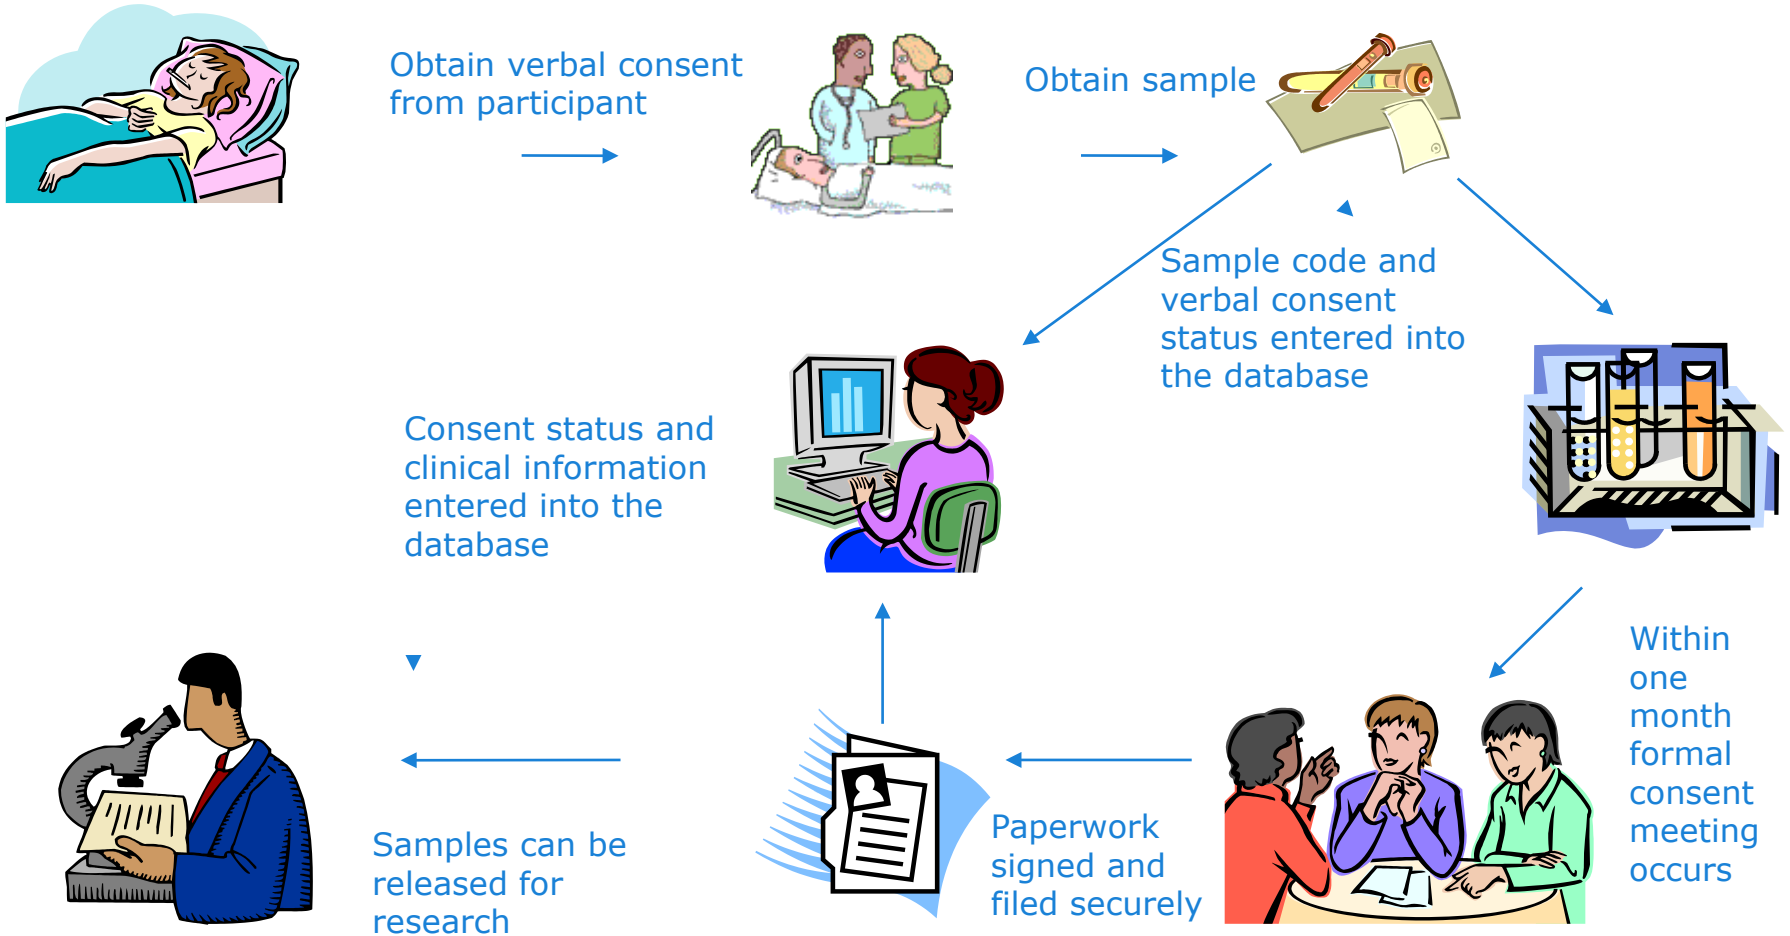 Obtain verbal consent
from participant
Obtain sample
Sample code and
verbal consent
status entered into
the database
Consent status and
clinical information
entered into the
database
Within
one
month
formal
consent
meeting
occurs
Paperwork
signed and
filed securely
Samples can be
released for
research